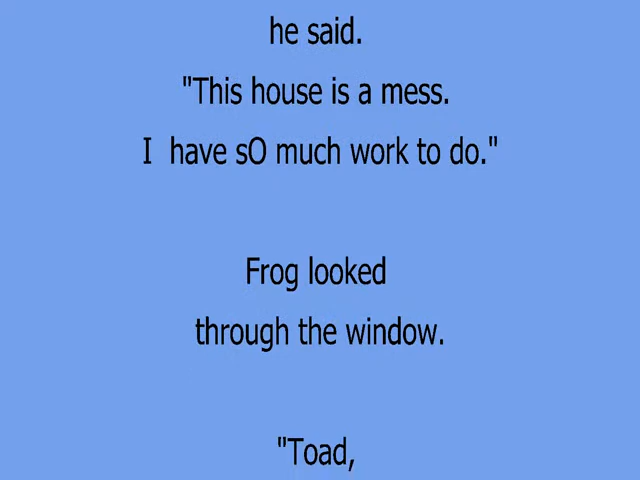 he said.
"This house is a mess.
I  have sO much work to do."
Frog looked
through the window.
"Toad,